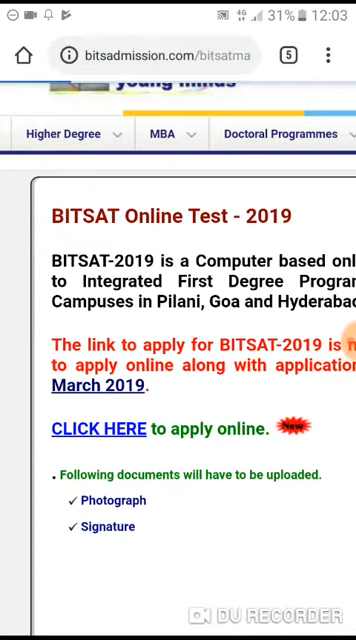 4G 31% 12:03
bitsadmission.com/bitsatma 5
young minds
Higher Degree MBA Doctoral Programmes
BITSAT Online Test - 2019
BITSAT-2019 is a Computer based onl
to Integrated First Degree Progra
Campuses in Pilani, Goa and Hyderabad
The link to apply for BITSAT-2019 is
to apply online along with application
March 2019.
CLICK HERE to apply online. New
Following documents will have to be uploaded.
Photograph
Signature
DU RECORDER